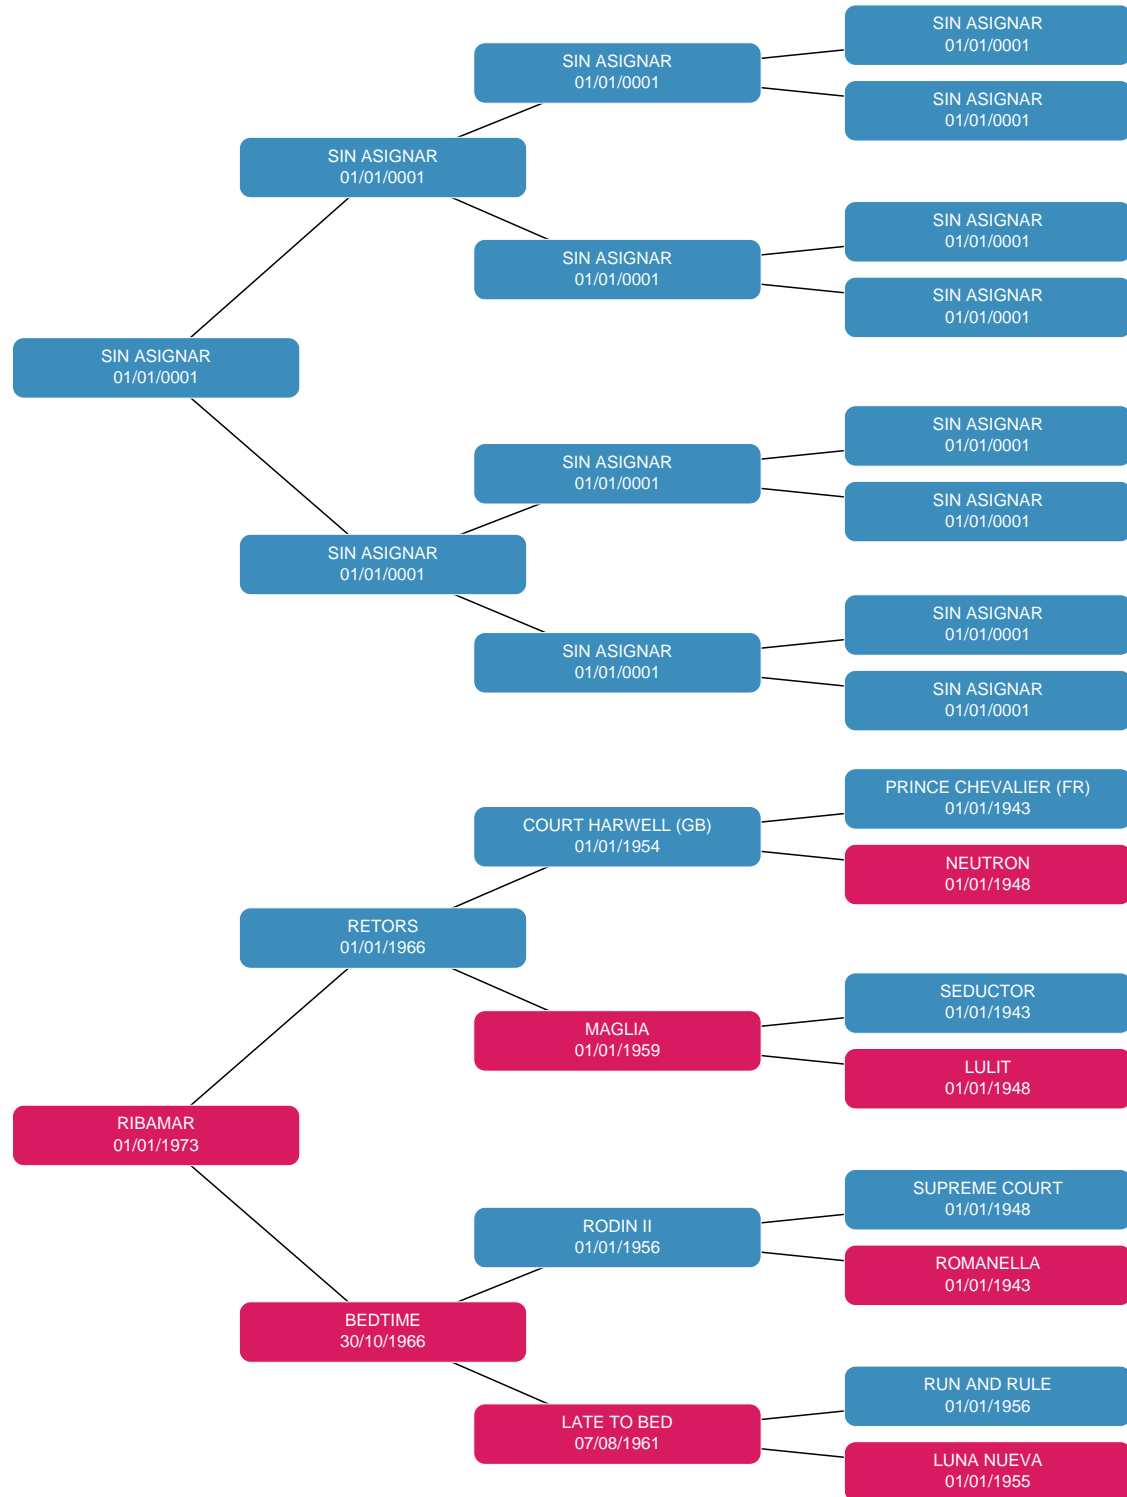 SIN ASIGNAR
01/01/0001
SIN ASIGNAR
01/01/0001
SIN ASIGNAR
01/01/0001
SIN ASIGNAR
01/01/0001
SIN ASIGNAR
01/01/0001
SIN ASIGNAR
01/01/0001
SIN ASIGNAR
01/01/0001
SIN ASIGNAR
01/01/0001
SIN ASIGNAR
01/01/0001
SIN ASIGNAR
01/01/0001
SIN ASIGNAR
01/01/0001
SIN ASIGNAR
01/01/0001
SIN ASIGNAR
01/01/0001
SIN ASIGNAR
01/01/0001
SIN ASIGNAR
01/01/0001
PRINCE CHEVALIER (FR)
01/01/1943
COURT HARWELL (GB)
01/01/1954
NEUTRON
01/01/1948
RETORS
01/01/1966
SEDUCTOR
01/01/1943
MAGLIA
01/01/1959
LULIT
01/01/1948
RIBAMAR
01/01/1973
SUPREME COURT
01/01/1948
RODIN II
01/01/1956
ROMANELLA
01/01/1943
BEDTIME
30/10/1966
RUN AND RULE
01/01/1956
LATE TO BED
07/08/1961
LUNA NUEVA
01/01/1955